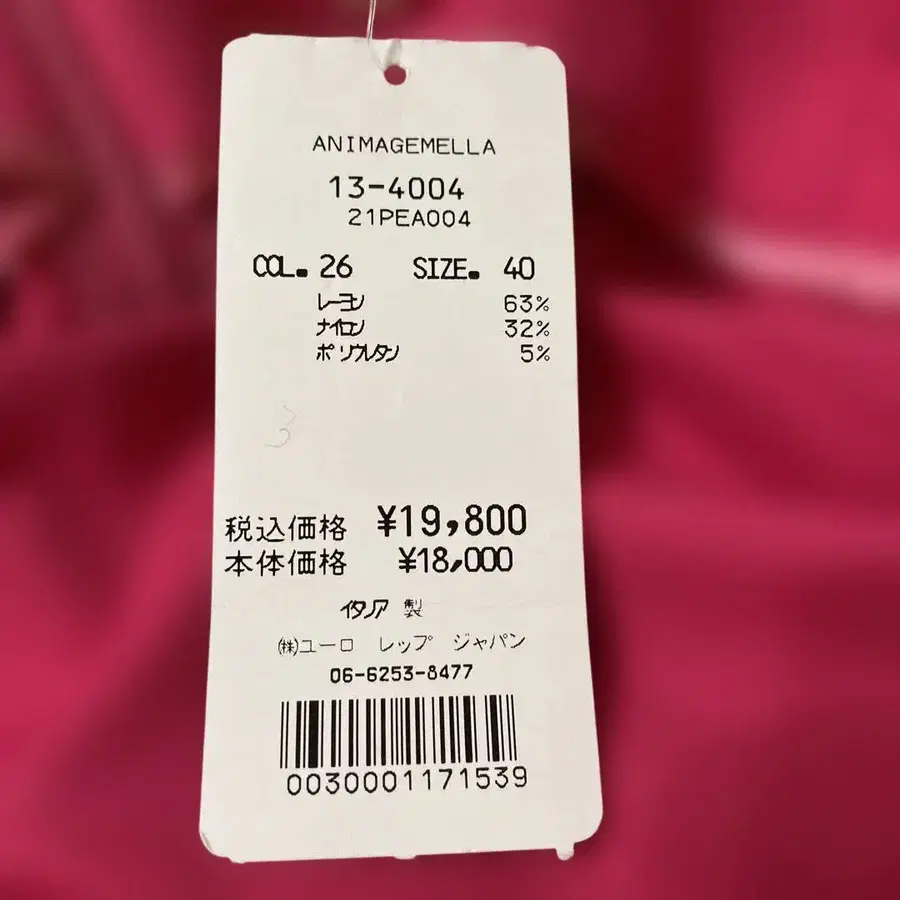 ANIMAGEMELLA
13-4004
21PEA004
COL. 26 SIZE. 40
レーヨン 63%
ナイロン 32%
ポリウレタン 5%
3
税込価格 ¥19,800
本体価格 ¥18,000
イタリア 製
㈱ユーロ レップ ジャパン
06-6253-8477
0030001171539